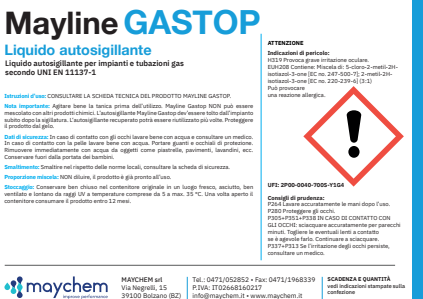 Mayline GASTOP
Liquido autosigillante
Liquido autosigillante per impianti e tubazioni gas
secondo UNI EN 11137-1
Istruzioni d'uso: CONSULTARE LA SCHEDA TECNICA DEL PRODOTTO MAYLINE GASTOP.
Nota importante: Agitare bene la tanica prima dell'utilizzo. Mayline Gastop NON può essere
mescolato con altri prodotti chimici. L'autosigillante Mayline Gastop dev'essere tolto dall'impianto
subito dopo la sigillatura. L'autosigillante recuperato potrà essere riutilizzato più volte. Proteggere
il prodotto dal gelo.
Dati di sicurezza: In caso di contatto con gli occhi lavare bene con acqua e consultare un medico.
In caso di contatto con la pelle lavare bene con acqua. Portare guanti e occhiali di protezione.
Rimuovere immediatamente con acqua da oggetti come piastrelle, pavimenti, lavandini, ecc.
Conservare fuori dalla portata dei bambini.
Smaltimento: Smaltire nel rispetto delle norme locali, consultare la scheda di sicurezza.
Proporzione miscela: NON diluire, il prodotto è già pronto all'uso.
Stoccaggio: Conservare ben chiuso nel contenitore originale in un luogo fresco, asciutto, ben
ventilato e lontano da raggi UV a temperature comprese da 5 a max. 35 °C. Una volta aperto il
contenitore consumare il prodotto entro 12 mesi.
ATTENZIONE
Indicazioni di pericolo:
H319 Provoca grave irritazione oculare.
EUH208 Contiene: Miscela di: 5-cloro-2-metil-2H-
isotiazol-3-one [EC no. 247-500-7]; 2-metil-2H-
isotiazol-3-one [EC no. 220-239-6] (3:1)
Può provocare
una reazione allergica.
UFI: 2P00-0040-700S-Y1G4
Consigli di prudenza:
P264 Lavare accuratamente le mani dopo l'uso.
P280 Proteggere gli occhi.
P305+P351+P338 IN CASO DI CONTATTO CON
GLI OCCHI: sciacquare accuratamente per parecchi
minuti. Togliere le eventuali lenti a contatto
se è agevole farlo. Continuare a sciacquare.
P337+P313 Se l'irritazione degli occhi persiste,
consultare un medico.
maychem
improve performance
MAYCHEM srl
Via Negrelli, 15
39100 Bolzano (BZ)
Tel.: 0471/052852 • Fax: 0471/1968339
P.IVA: IT02668160217
info@maychem.it • www.maychem.it
SCADENZA E QUANTITÀ
vedi indicazioni stampate sulla
confezione